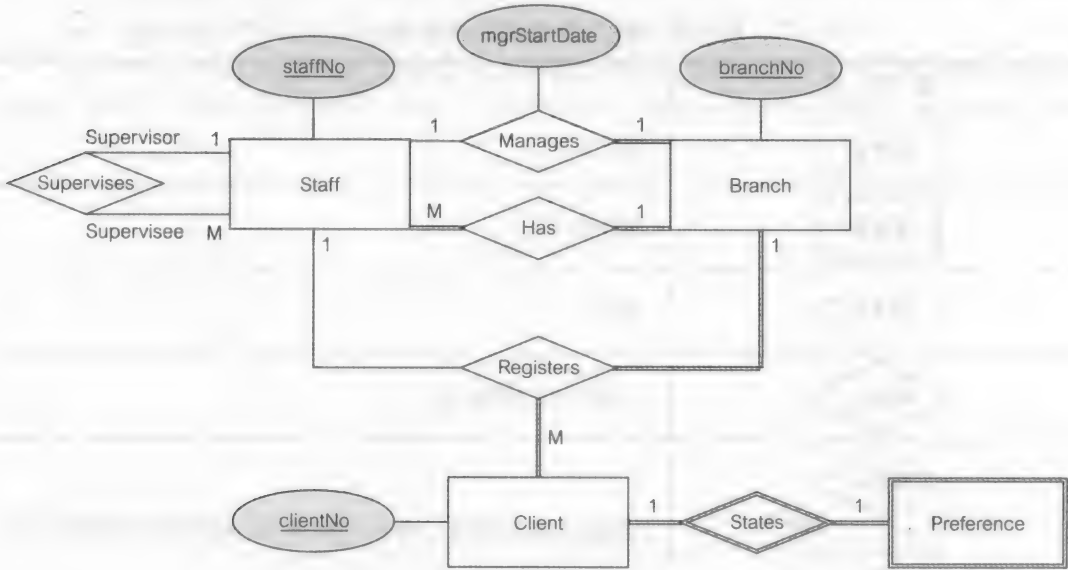 mgrStartDate
staffNo
branchNo
Supervisor 1
1 Manages 1
Supervises
Staff
Branch
M Has 1
Supervisee M
1
1
Registers
M
clientNo
Client
1 States 1
Preference